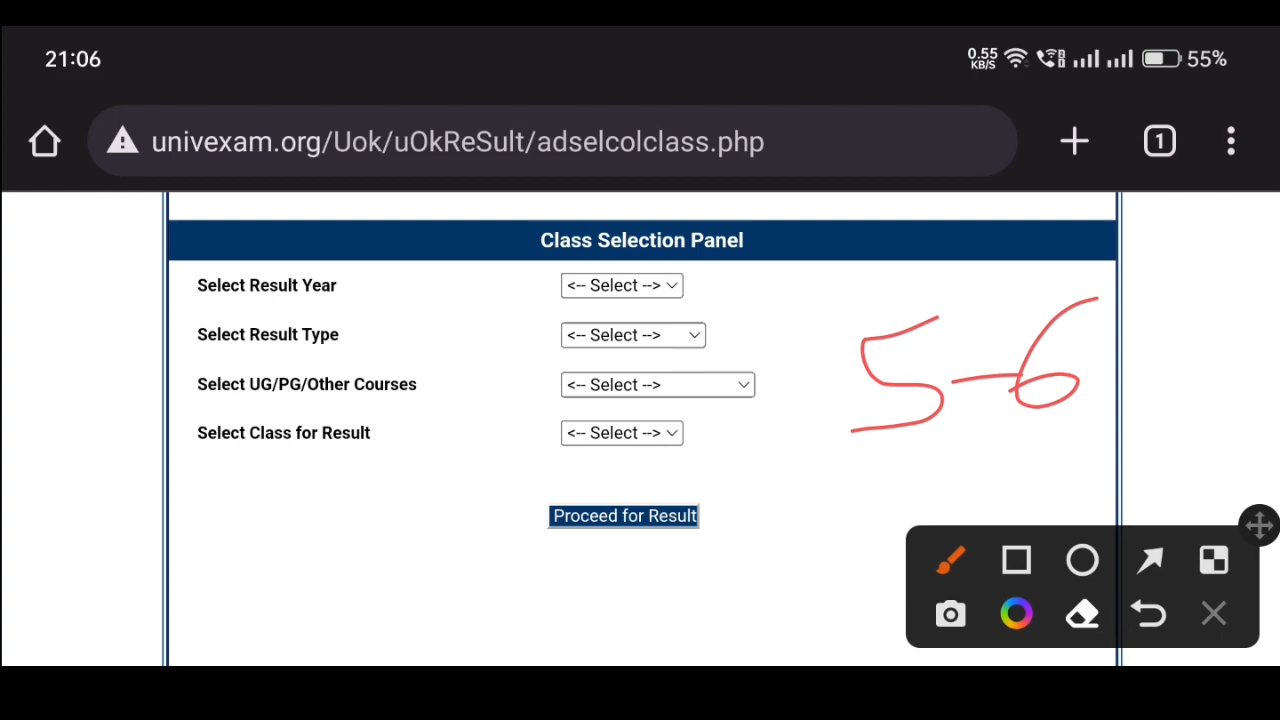 21:06
0.55 KB/S
55%
univexam.org/Uok/uOkReSult/adselcolclass.php
1
Class Selection Panel
Select Result Year <-- Select -->
Select Result Type <-- Select -->
Select UG/PG/Other Courses <-- Select -->
Select Class for Result <-- Select -->
5-6
Proceed for Result